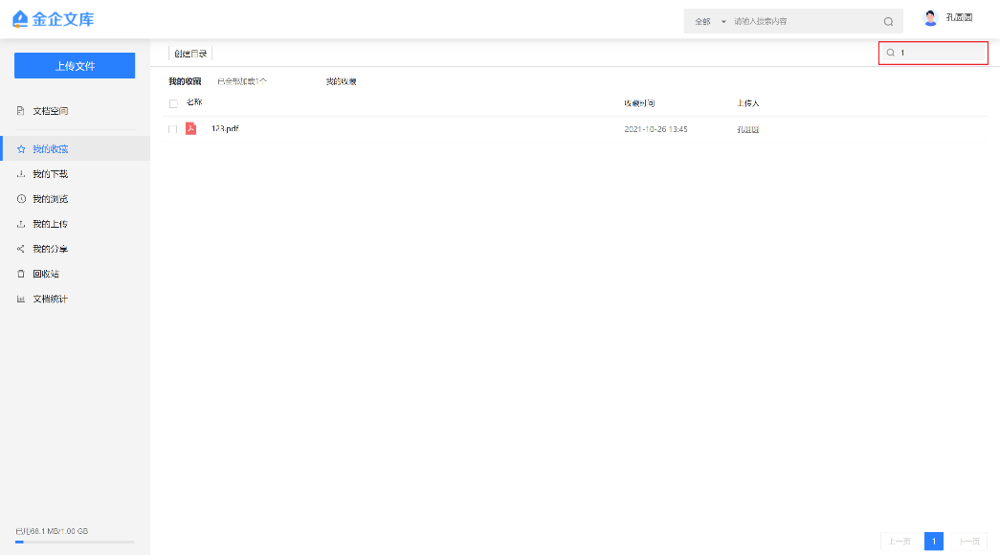 金企文库
全部 请输入搜索内容
孔圆圆
上传文件
创建目录
1
我的收藏 已全部加载1个 我的收藏
名称 收藏时间 上传人
123.pdf 2021-10-26 13:45 孔圆圆
文档空间
我的收藏
我的下载
我的浏览
我的上传
我的分享
回收站
文档统计
已用68.1 MB/1.00 GB
上一页 1 下一页